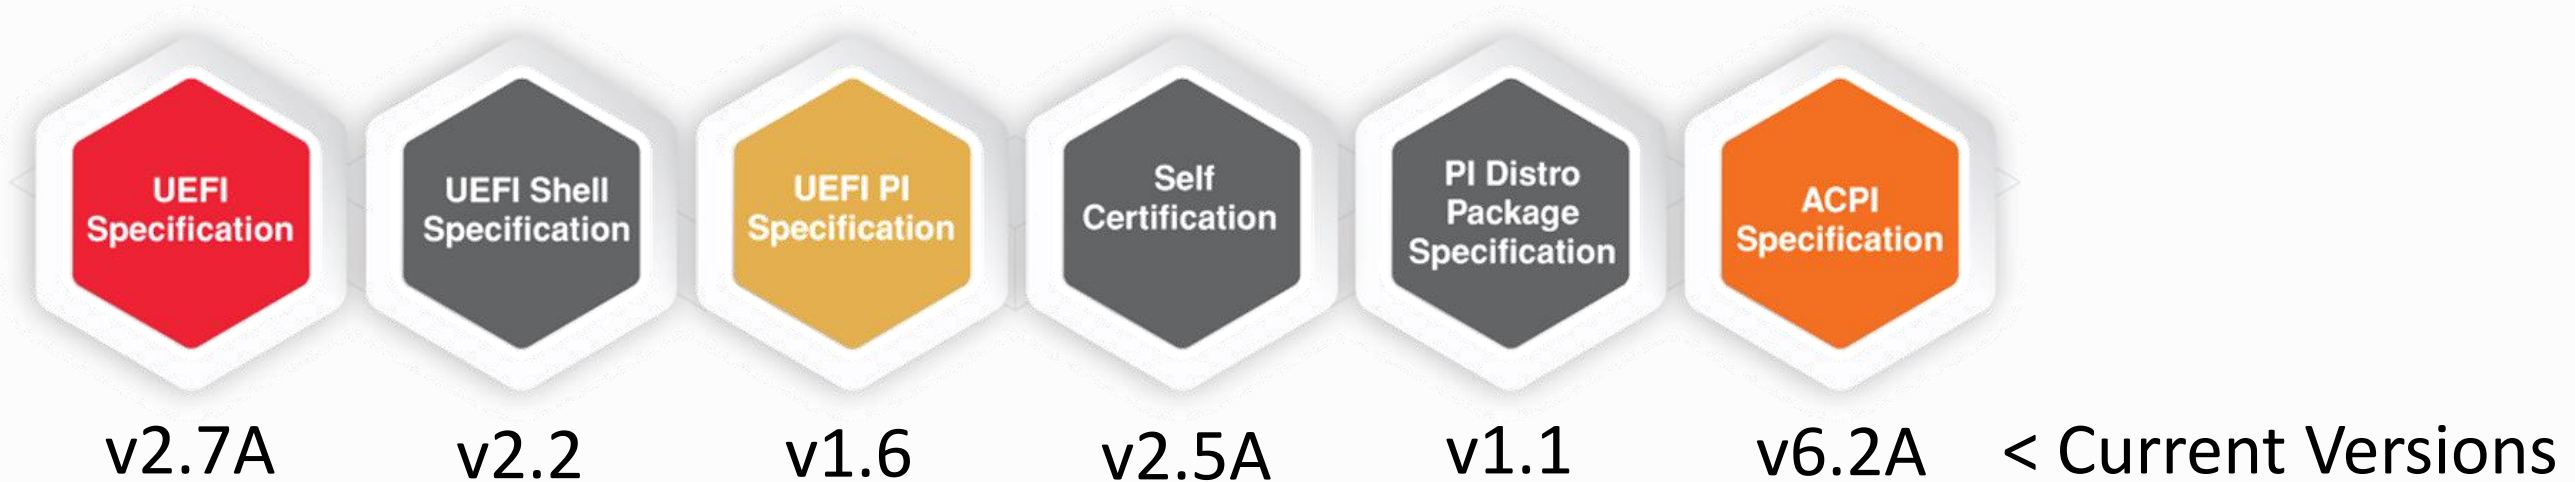 UEFI
Specification
UEFI Shell
Specification
UEFI PI
Specification
Self
Certification
PI Distro
Package
Specification
ACPI
Specification
v2.7A
v2.2
v1.6
v2.5A
v1.1
v6.2A
< Current Versions